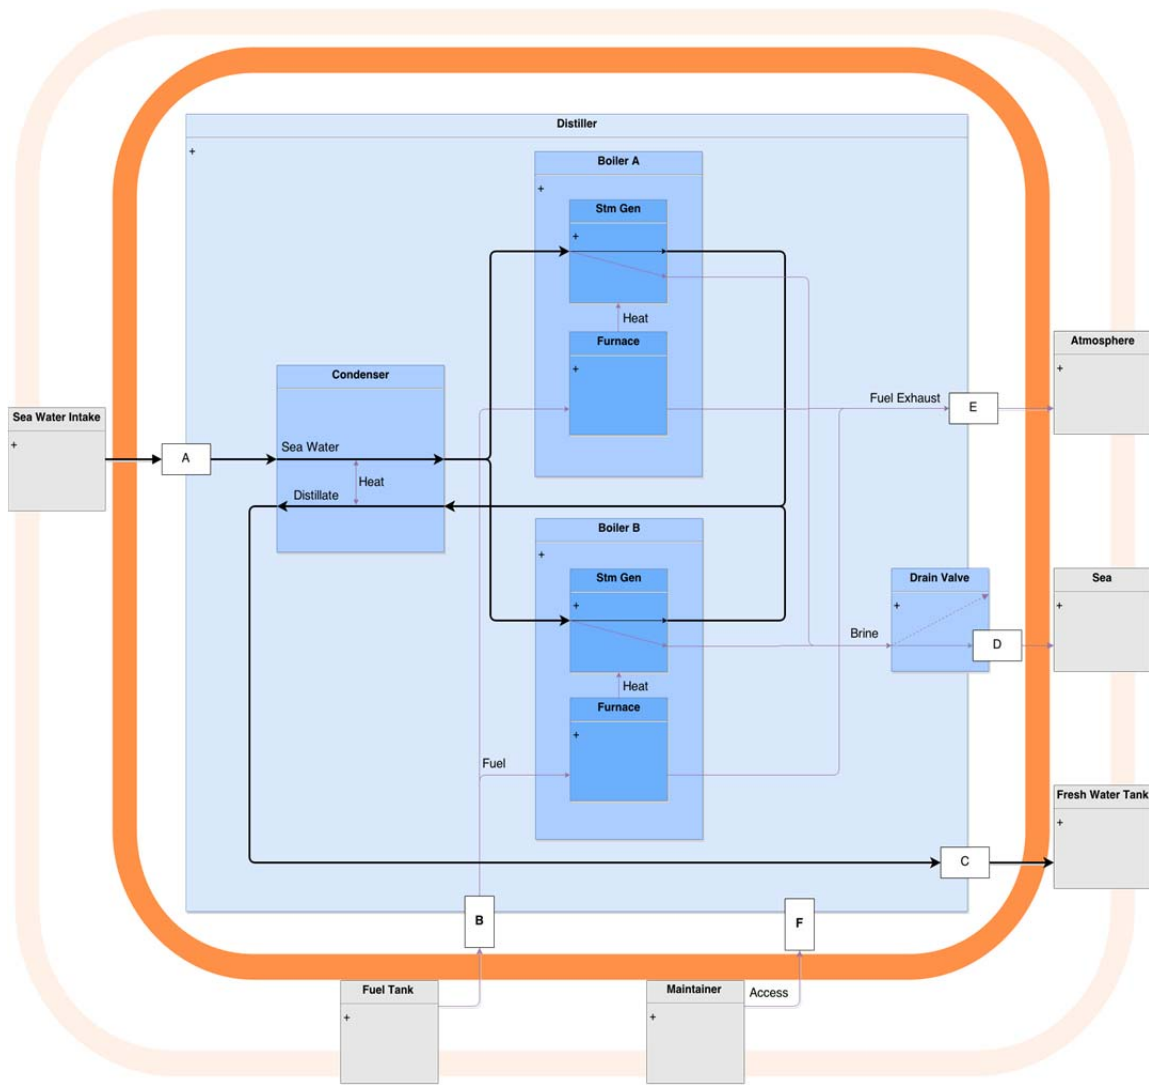 Distiller
+
Boiler A
+
Stm Gen
+
Heat
Furnace
+
Condenser
Sea Water
Heat
Distillate
Sea Water Intake
+
A
Fuel Exhaust
E
Atmosphere
+
Boiler B
+
Stm Gen
+
Heat
Furnace
+
Fuel
Brine
Drain Valve
+
D
Sea
+
Fresh Water Tank
+
C
B
F
Fuel Tank
+
Maintainer
+
Access